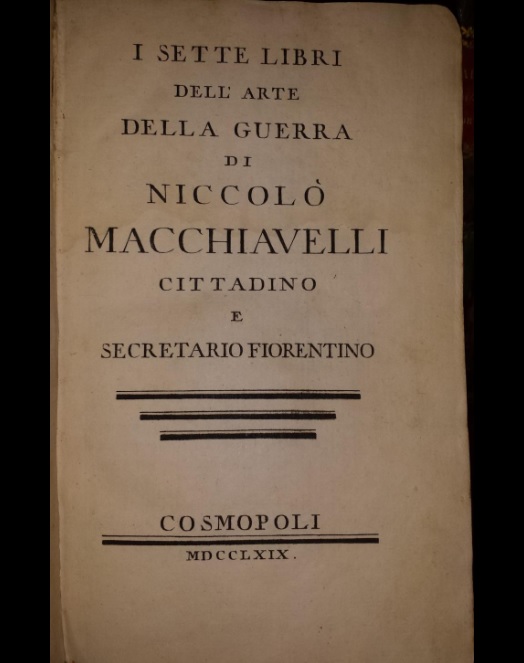 I SETTE LIBRI
DELL' ARTE
DELLA GUERRA
DI
NICCOLÒ
MACCHIAVELLI
CITTADINO
E
SECRETARIO FIORENTINO
COSMOPOLI
MDCCLXIX.